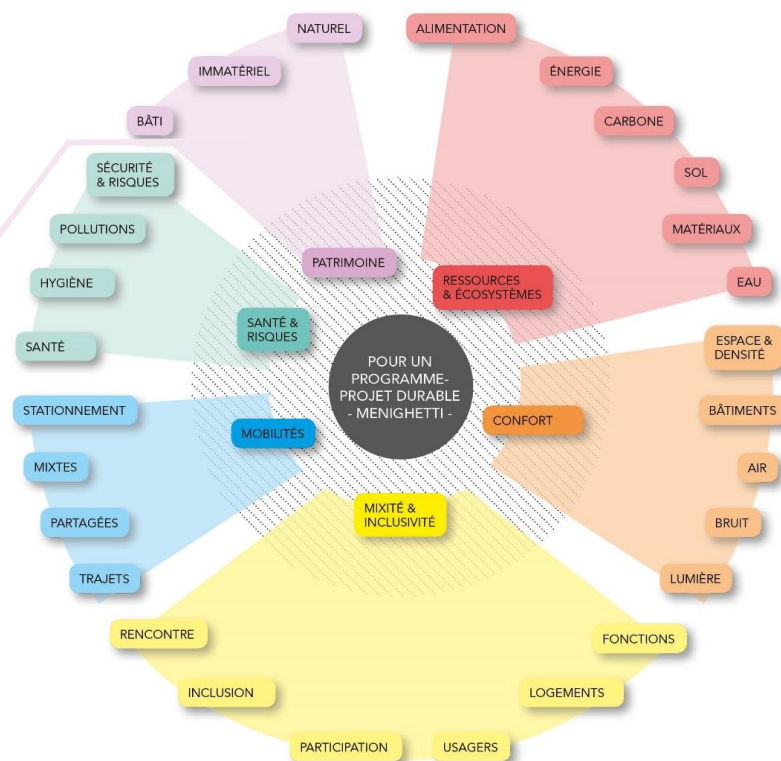 NATUREL
IMMATÉRIEL
BÂTI
PATRIMOINE
ALIMENTATION
ÉNERGIE
CARBONE
SOL
MATÉRIAUX
EAU
RESSOURCES
& ÉCOSYSTÈMES
ESPACE &
DENSITÉ
BÂTIMENTS
AIR
BRUIT
LUMIÈRE
CONFORT
FONCTIONS
LOGEMENTS
USAGERS
PARTICIPATION
INCLUSION
RENCONTRE
MIXITÉ &
INCLUSIVITÉ
TRAJETS
PARTAGÉES
MIXTES
STATIONNEMENT
MOBILITÉS
SANTÉ
HYGIÈNE
POLLUTIONS
SÉCURITÉ
& RISQUES
SANTÉ &
RISQUES
POUR UN
PROGRAMME-
PROJET DURABLE
- MENIGHETTI -